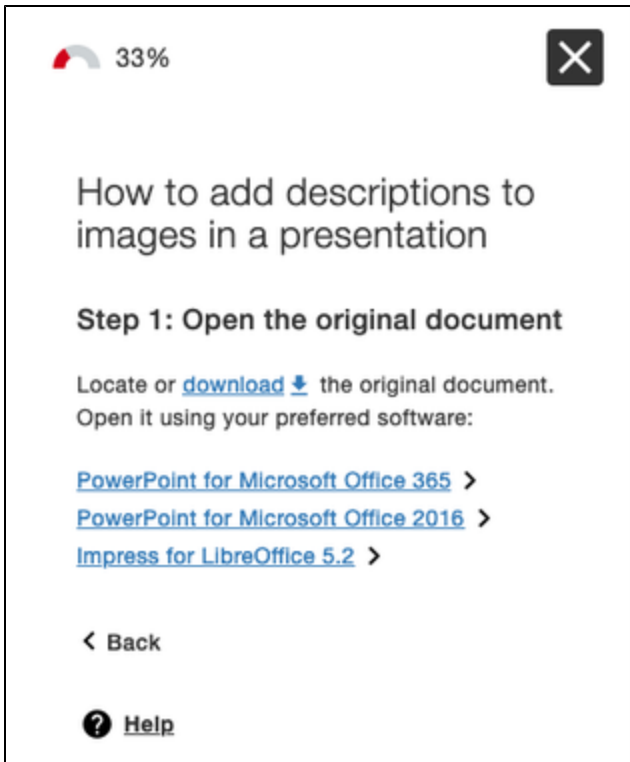 33%
How to add descriptions to
images in a presentation
Step 1: Open the original document
Locate or download the original document.
Open it using your preferred software:
PowerPoint for Microsoft Office 365
PowerPoint for Microsoft Office 2016
Impress for LibreOffice 5.2
Back
Help